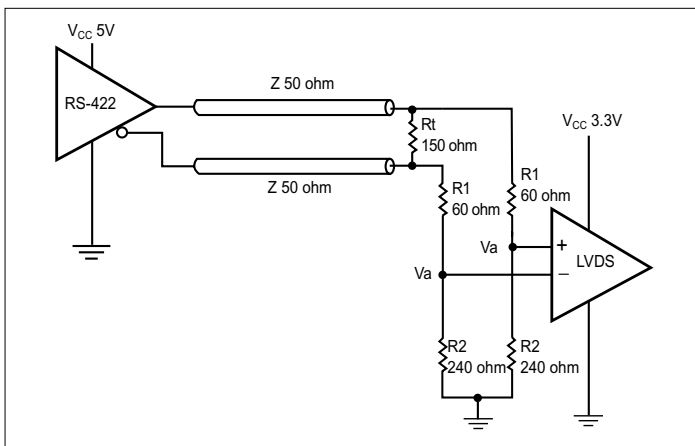 V_CC 5V
RS-422
Z 50 ohm
Z 50 ohm
Rt
150 ohm
R1
60 ohm
R1
60 ohm
V_CC 3.3V
Va
Va
+
−
LVDS
R2
240 ohm
R2
240 ohm